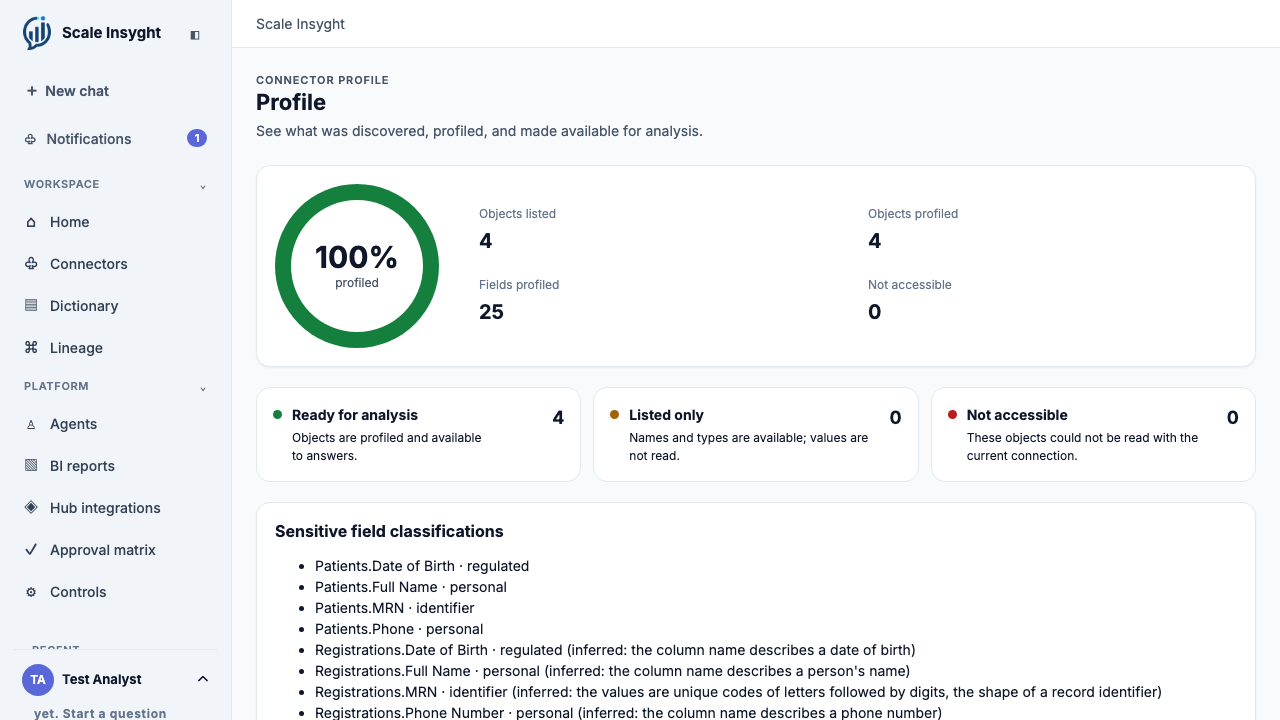 Scale Insyght
New chat
Notifications
1
WORKSPACE
Home
Connectors
Dictionary
Lineage
PLATFORM
Agents
BI reports
Hub integrations
Approval matrix
Controls
RECENT
TA
Test Analyst
yet. Start a question
Scale Insyght
CONNECTOR PROFILE
Profile
See what was discovered, profiled, and made available for analysis.
100%
profiled
Objects listed
4
Objects profiled
4
Fields profiled
25
Not accessible
0
Ready for analysis
4
Objects are profiled and available
to answers.
Listed only
0
Names and types are available; values are
not read.
Not accessible
0
These objects could not be read with the
current connection.
Sensitive field classifications
Patients.Date of Birth · regulated
Patients.Full Name · personal
Patients.MRN · identifier
Patients.Phone · personal
Registrations.Date of Birth · regulated (inferred: the column name describes a date of birth)
Registrations.Full Name · personal (inferred: the column name describes a person's name)
Registrations.MRN · identifier (inferred: the values are unique codes of letters followed by digits, the shape of a record identifier)
Registrations.Phone Number · personal (inferred: the column name describes a phone number)